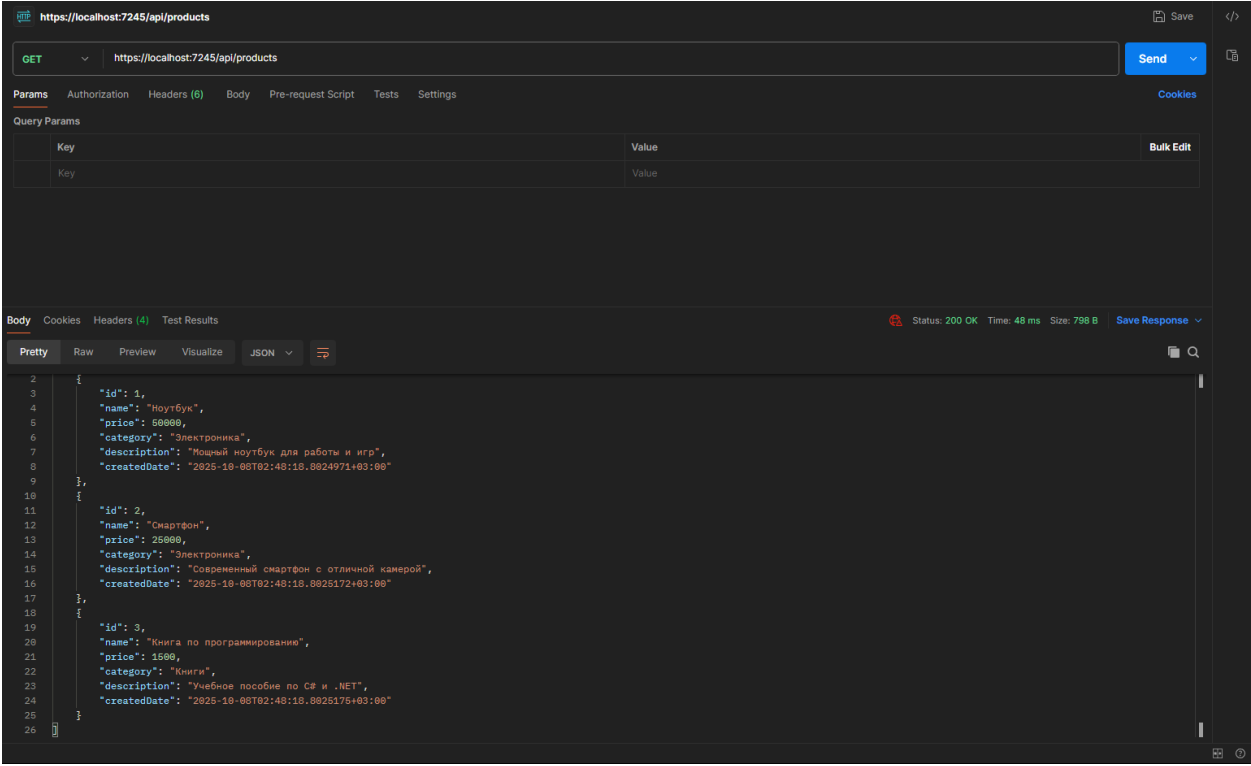 HTTP https://localhost:7245/api/products Save </>
GET https://localhost:7245/api/products Send
Params Authorization Headers (6) Body Pre-request Script Tests Settings Cookies
Query Params
Key Value Bulk Edit
Key Value
Body Cookies Headers (4) Test Results Status: 200 OK Time: 48 ms Size: 798 B Save Response
Pretty Raw Preview Visualize JSON
2 {
3 "id": 1,
4 "name": "Ноутбук",
5 "price": 50000,
6 "category": "Электроника",
7 "description": "Мощный ноутбук для работы и игр",
8 "createdDate": "2025-10-08T02:48:18.8024971+03:00"
9 },
10 {
11 "id": 2,
12 "name": "Смартфон",
13 "price": 25000,
14 "category": "Электроника",
15 "description": "Современный смартфон с отличной камерой",
16 "createdDate": "2025-10-08T02:48:18.8025172+03:00"
17 },
18 {
19 "id": 3,
20 "name": "Книга по программированию",
21 "price": 1500,
22 "category": "Книги",
23 "description": "Учебное пособие по C# и .NET",
24 "createdDate": "2025-10-08T02:48:18.8025175+03:00"
25 }
26 ]